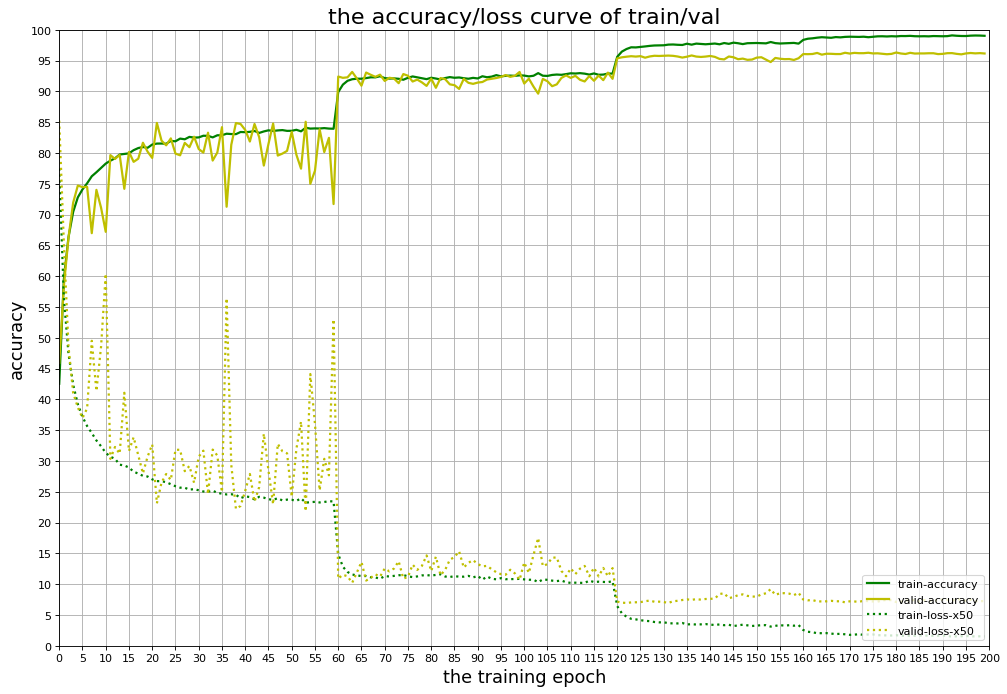 the accuracy/loss curve of train/val
100
95
90
85
80
75
70
65
60
55
50
45
40
35
30
25
20
15
10
5
0
accuracy
train-accuracy
valid-accuracy
train-loss-x50
valid-loss-x50
0 5 10 15 20 25 30 35 40 45 50 55 60 65 70 75 80 85 90 95 100 105 110 115 120 125 130 135 140 145 150 155 160 165 170 175 180 185 190 195 200
the training epoch